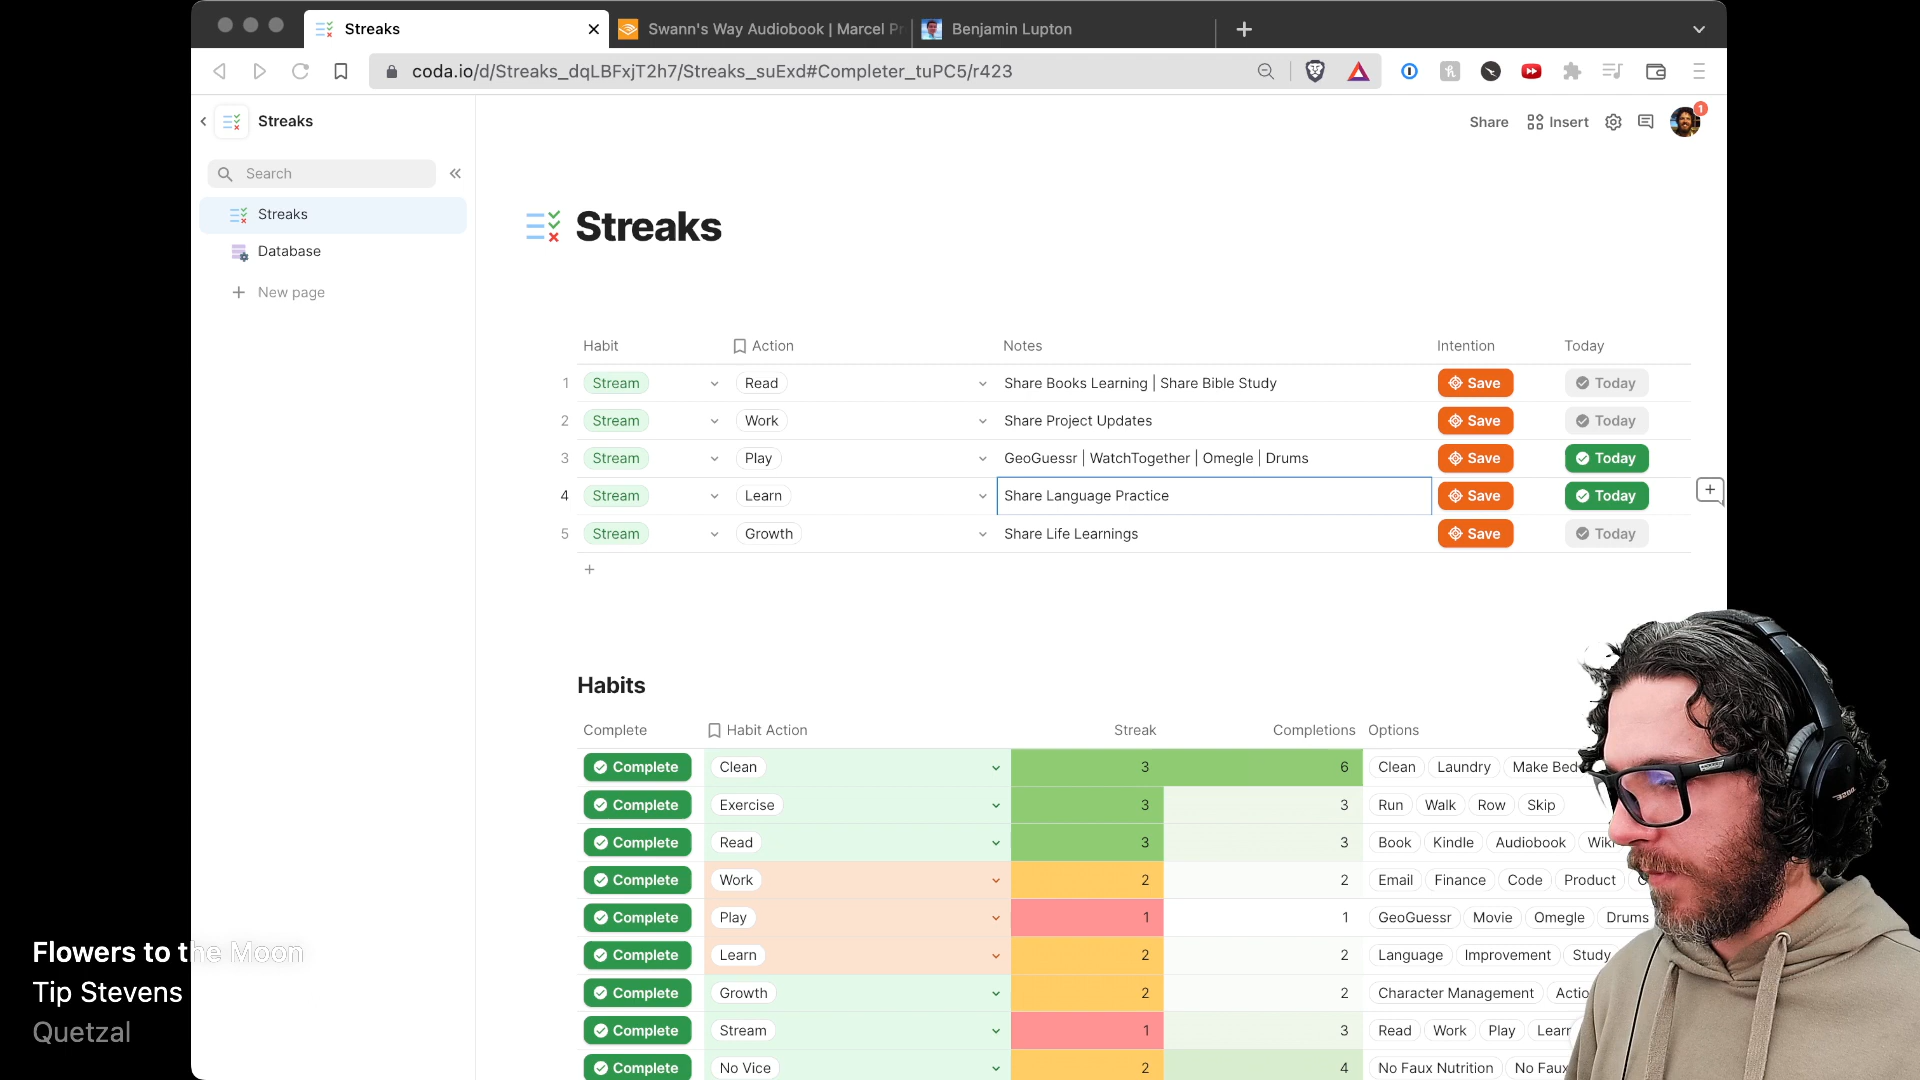 Streaks
Swann's Way Audiobook | Marcel Pr
Benjamin Lupton
coda.io/d/Streaks_dqLBFxjT2h7/Streaks_suExd#Completer_tuPC5/r423
Streaks
Share
Insert
1
Search
Streaks
Database
New page
Streaks
Habit Action Notes Intention Today
1 Stream Read Share Books Learning | Share Bible Study Save Today
2 Stream Work Share Project Updates Save Today
3 Stream Play GeoGuessr | WatchTogether | Omegle | Drums Save Today
4 Stream Learn Share Language Practice Save Today
5 Stream Growth Share Life Learnings Save Today
Habits
Complete Habit Action Streak Completions Options
Complete Clean 3 6 Clean Laundry Make Bed
Complete Exercise 3 3 Run Walk Row Skip
Complete Read 3 3 Book Kindle Audiobook Wiki
Complete Work 2 2 Email Finance Code Product
Complete Play 1 1 GeoGuessr Movie Omegle Drums
Complete Learn 2 2 Language Improvement Study
Complete Growth 2 2 Character Management Actio
Complete Stream 1 3 Read Work Play Learn
Complete No Vice 2 4 No Faux Nutrition No Faux
Flowers to the Moon
Tip Stevens
Quetzal